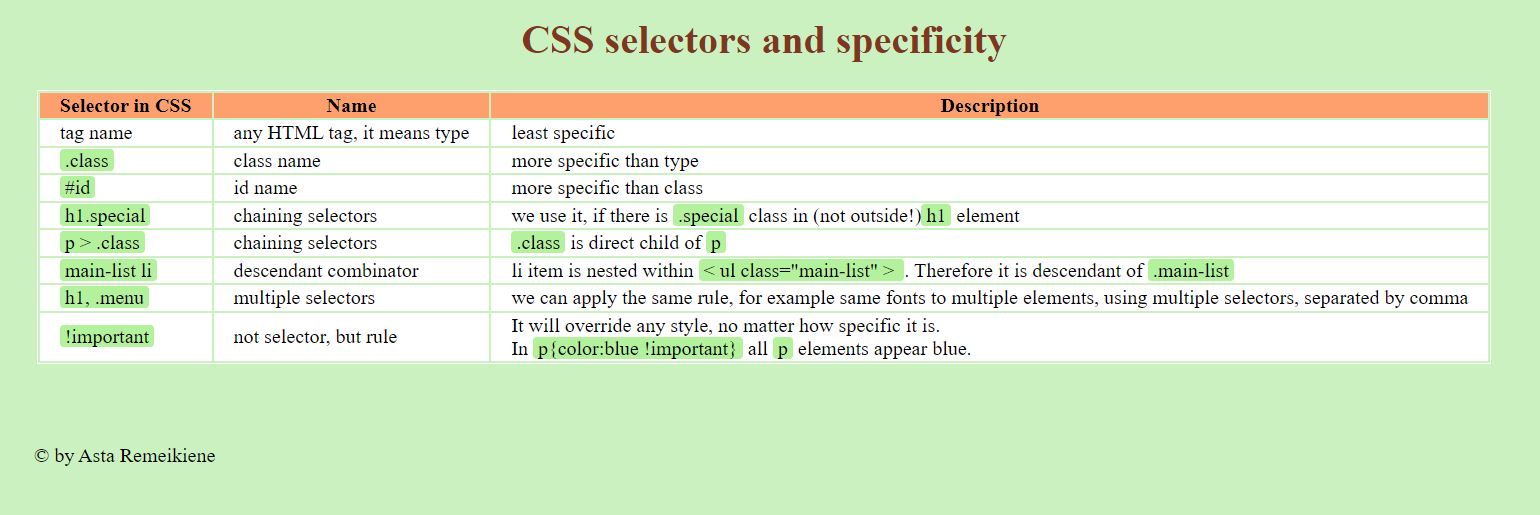 CSS selectors and specificity
Selector in CSS Name Description
tag name any HTML tag, it means type least specific
.class class name more specific than type
#id id name more specific than class
h1.special chaining selectors we use it, if there is .special class in (not outside!) h1 element
p > .class chaining selectors .class is direct child of p
main-list li descendant combinator li item is nested within < ul class="main-list" > . Therefore it is descendant of .main-list
h1, .menu multiple selectors we can apply the same rule, for example same fonts to multiple elements, using multiple selectors, separated by comma
!important not selector, but rule It will override any style, no matter how specific it is.
In p{color:blue !important} all p elements appear blue.
© by Asta Remeikiene